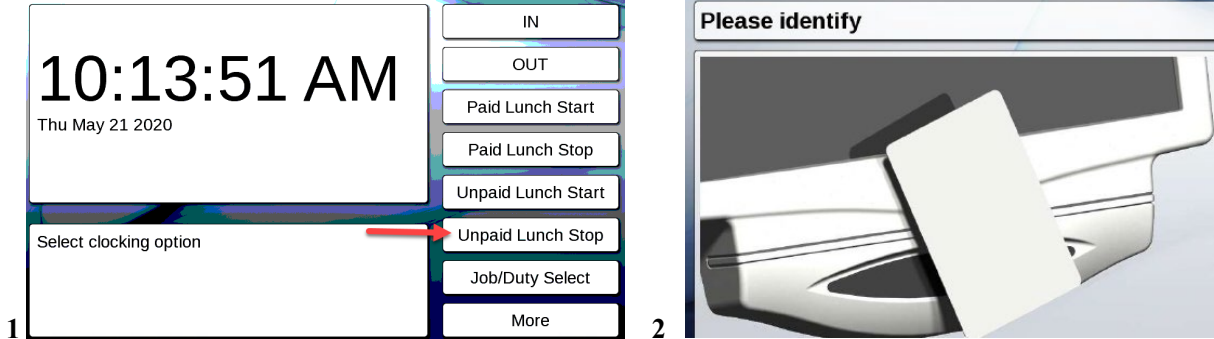 10:13:51 AM
Thu May 21 2020
Select clocking option
IN
OUT
Paid Lunch Start
Paid Lunch Stop
Unpaid Lunch Start
Unpaid Lunch Stop
Job/Duty Select
More
1
Please identify
2